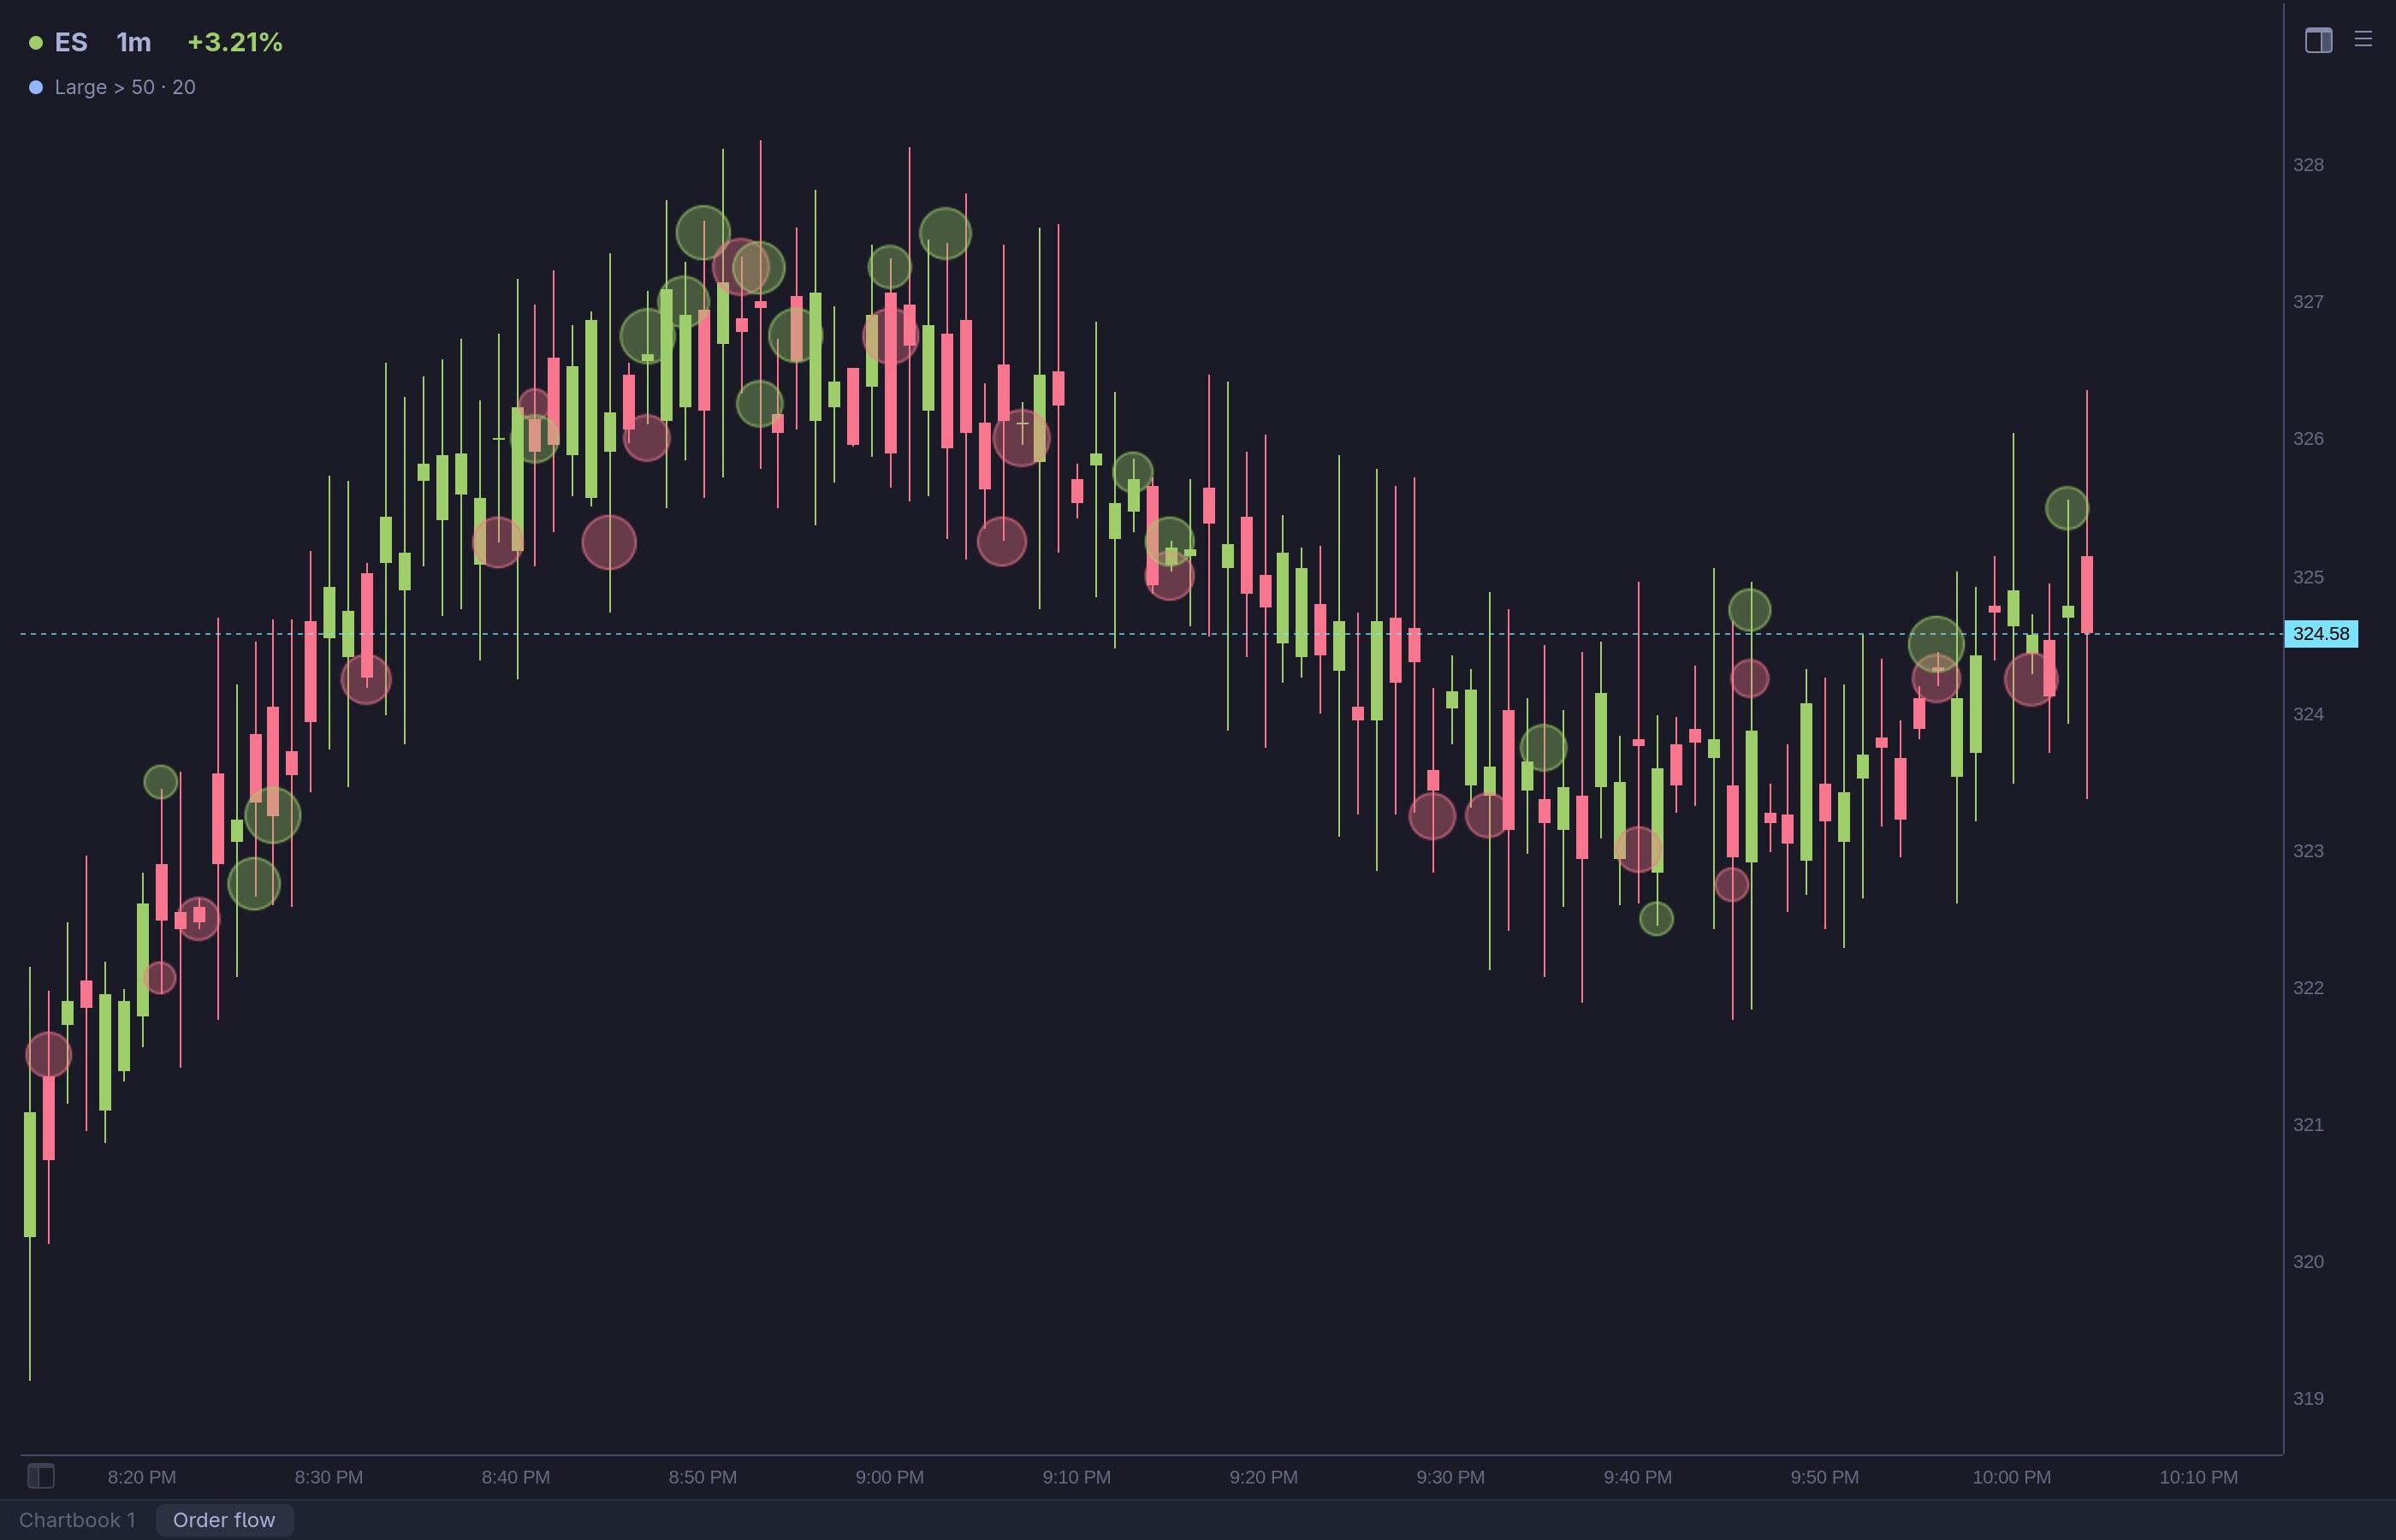 ES 1m +3.21%
Large > 50 · 20
328
327
326
325
324.58
324
323
322
321
320
319
8:20 PM 8:30 PM 8:40 PM 8:50 PM 9:00 PM 9:10 PM 9:20 PM 9:30 PM 9:40 PM 9:50 PM 10:00 PM 10:10 PM
Chartbook 1 Order flow